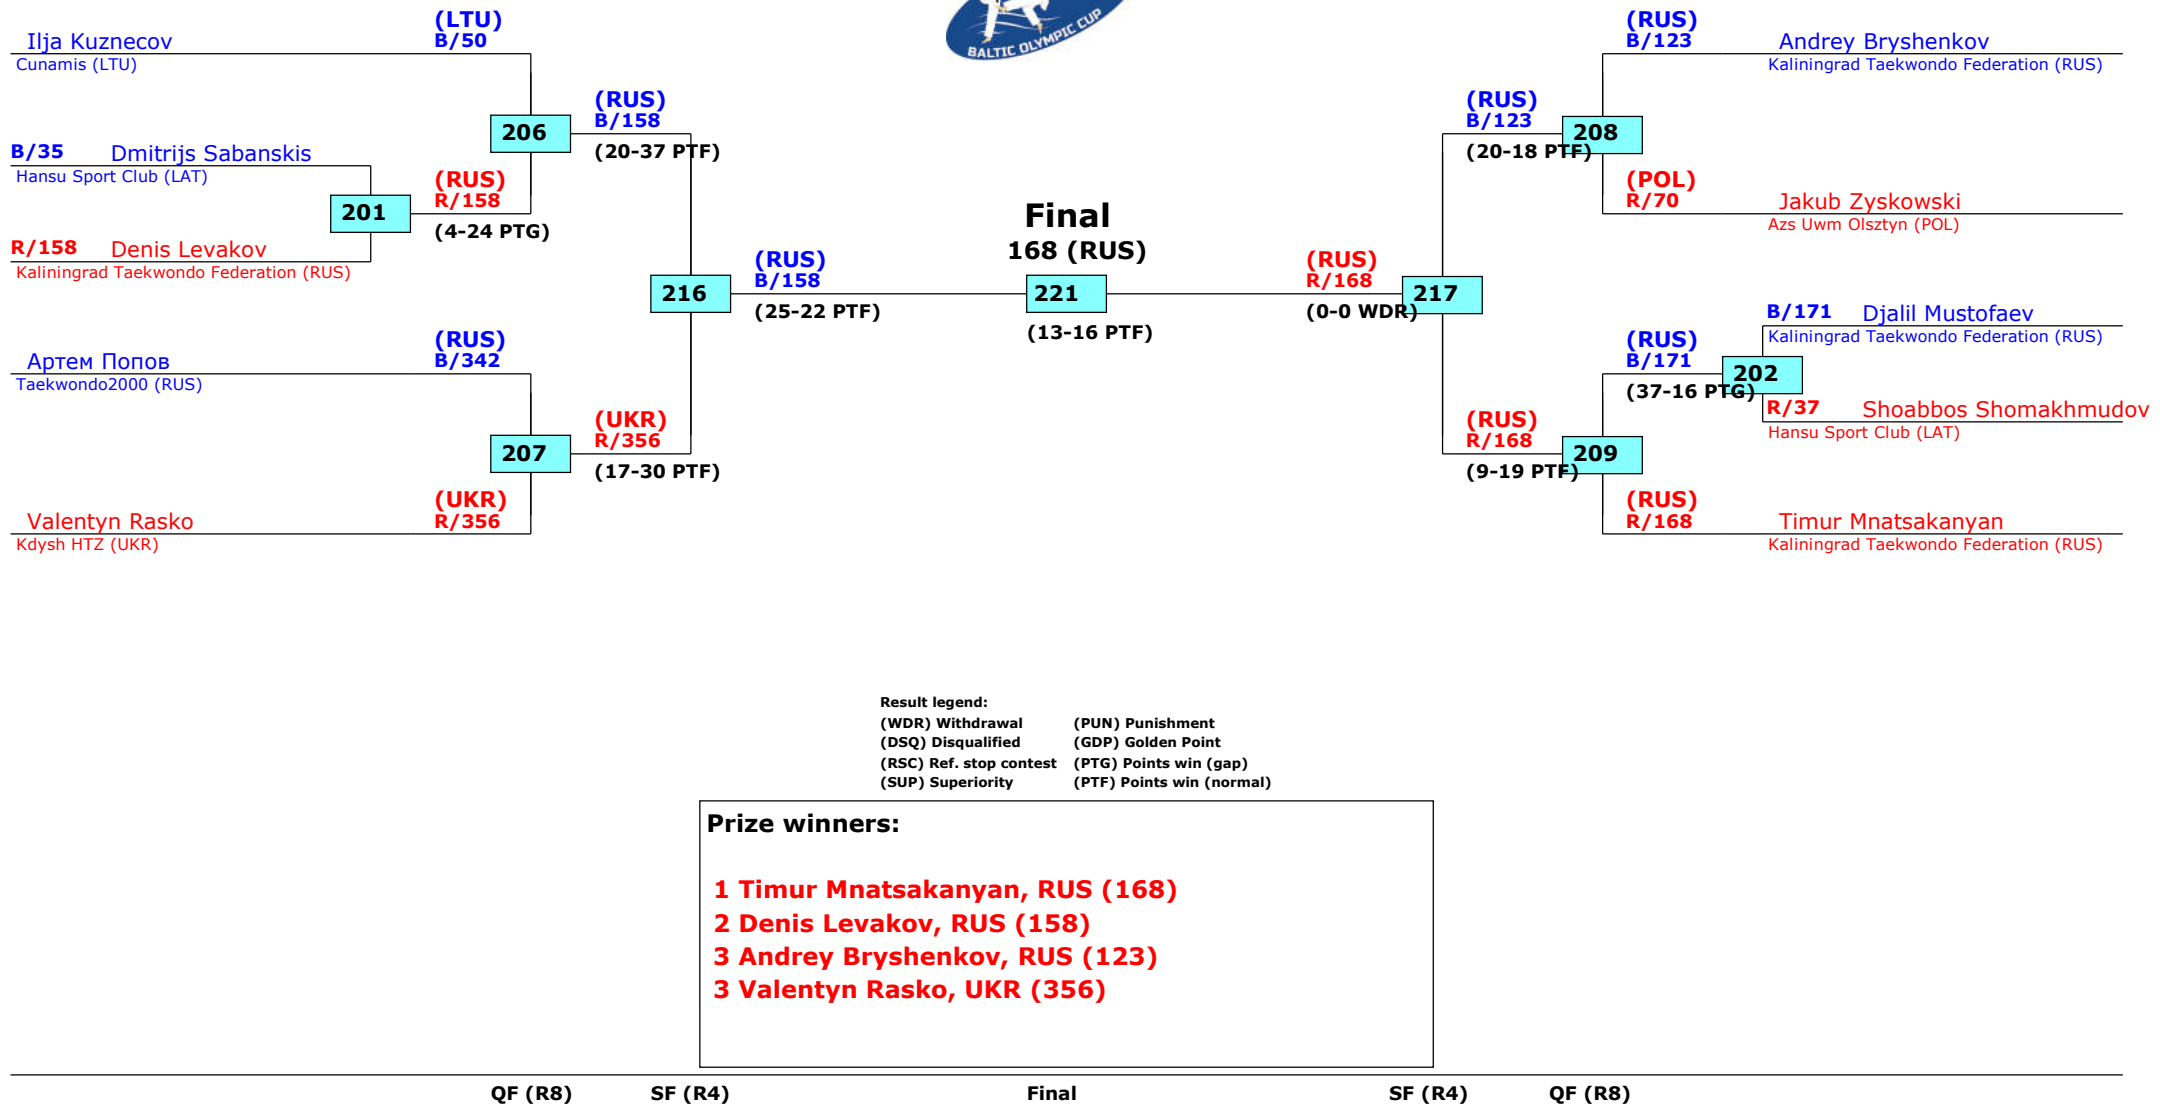 BALTIC OLYMPIC CUP
(LTU)
Ilja Kuznecov B/50
Cunamis (LTU)
(RUS)
206 B/158
(20-37 PTF)
B/35 Dmitrijs Sabanskis
Hansu Sport Club (LAT)
(RUS)
201 R/158
(4-24 PTG)
R/158 Denis Levakov
Kaliningrad Taekwondo Federation (RUS)
(RUS)
216 B/158
(25-22 PTF)
(RUS)
Артем Попов B/342
Taekwondo2000 (RUS)
(UKR)
207 R/356
(17-30 PTF)
(UKR)
Valentyn Rasko R/356
Kdysh HTZ (UKR)
Final
168 (RUS)
221
(13-16 PTF)
(RUS)
B/123 Andrey Bryshenkov
Kaliningrad Taekwondo Federation (RUS)
(RUS)
B/123 208
(20-18 PTF)
(POL)
R/70 Jakub Zyskowski
Azs Uwm Olsztyn (POL)
(RUS)
R/168 217
(0-0 WDR)
B/171 Djalil Mustofaev
Kaliningrad Taekwondo Federation (RUS)
(RUS)
B/171 202
(37-16 PTG)
R/37 Shoabbos Shomakhmudov
Hansu Sport Club (LAT)
(RUS)
R/168 209
(9-19 PTF)
(RUS)
R/168 Timur Mnatsakanyan
Kaliningrad Taekwondo Federation (RUS)
Result legend:
(WDR) Withdrawal (PUN) Punishment
(DSQ) Disqualified (GDP) Golden Point
(RSC) Ref. stop contest (PTG) Points win (gap)
(SUP) Superiority (PTF) Points win (normal)
Prize winners:
1 Timur Mnatsakanyan, RUS (168)
2 Denis Levakov, RUS (158)
3 Andrey Bryshenkov, RUS (123)
3 Valentyn Rasko, UKR (356)
QF (R8) SF (R4) Final SF (R4) QF (R8)